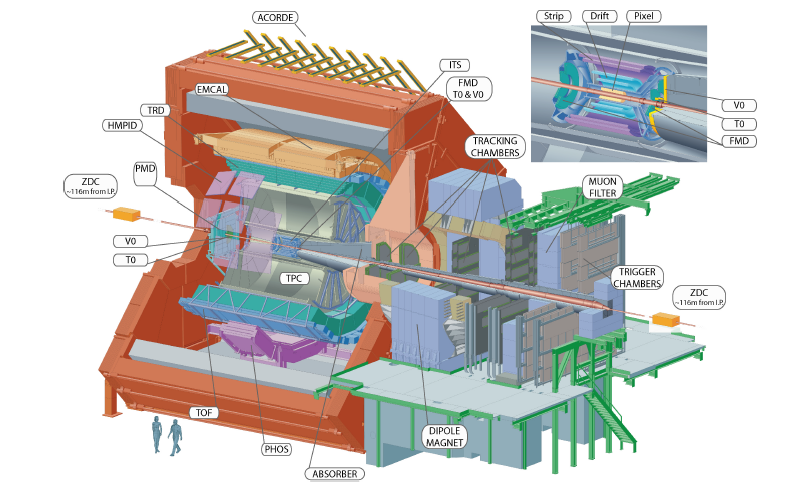 ACORDE
Strip
Drift
Pixel
ITS
FMD
T0 & V0
EMCAL
TRD
HMPID
PMD
ZDC
~116m from I.P.
V0
T0
TRACKING
CHAMBERS
V0
T0
FMD
MUON
FILTER
TPC
TRIGGER
CHAMBERS
ZDC
~116m from I.P.
TOF
PHOS
ABSORBER
DIPOLE
MAGNET